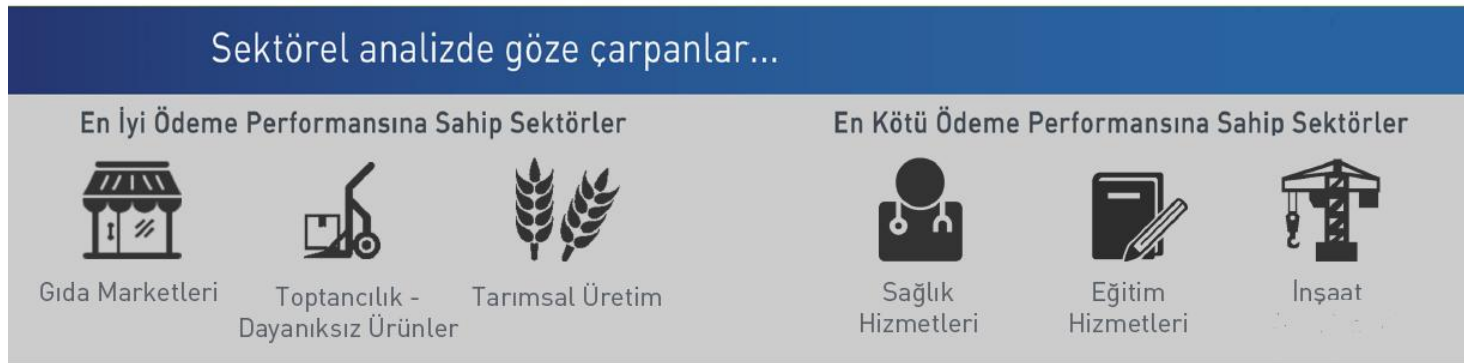 Sektörel analizde göze çarpanlar...
En İyi Ödeme Performansına Sahip Sektörler
Gıda Marketleri
Toptancılık -
Dayanıksız Ürünler
Tarımsal Üretim
En Kötü Ödeme Performansına Sahip Sektörler
Sağlık
Hizmetleri
Eğitim
Hizmetleri
İnşaat